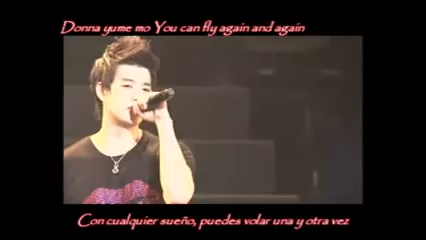 Donna yume mo You can fly again and again
Con cualquier sueño, puedes volar una y otra vez